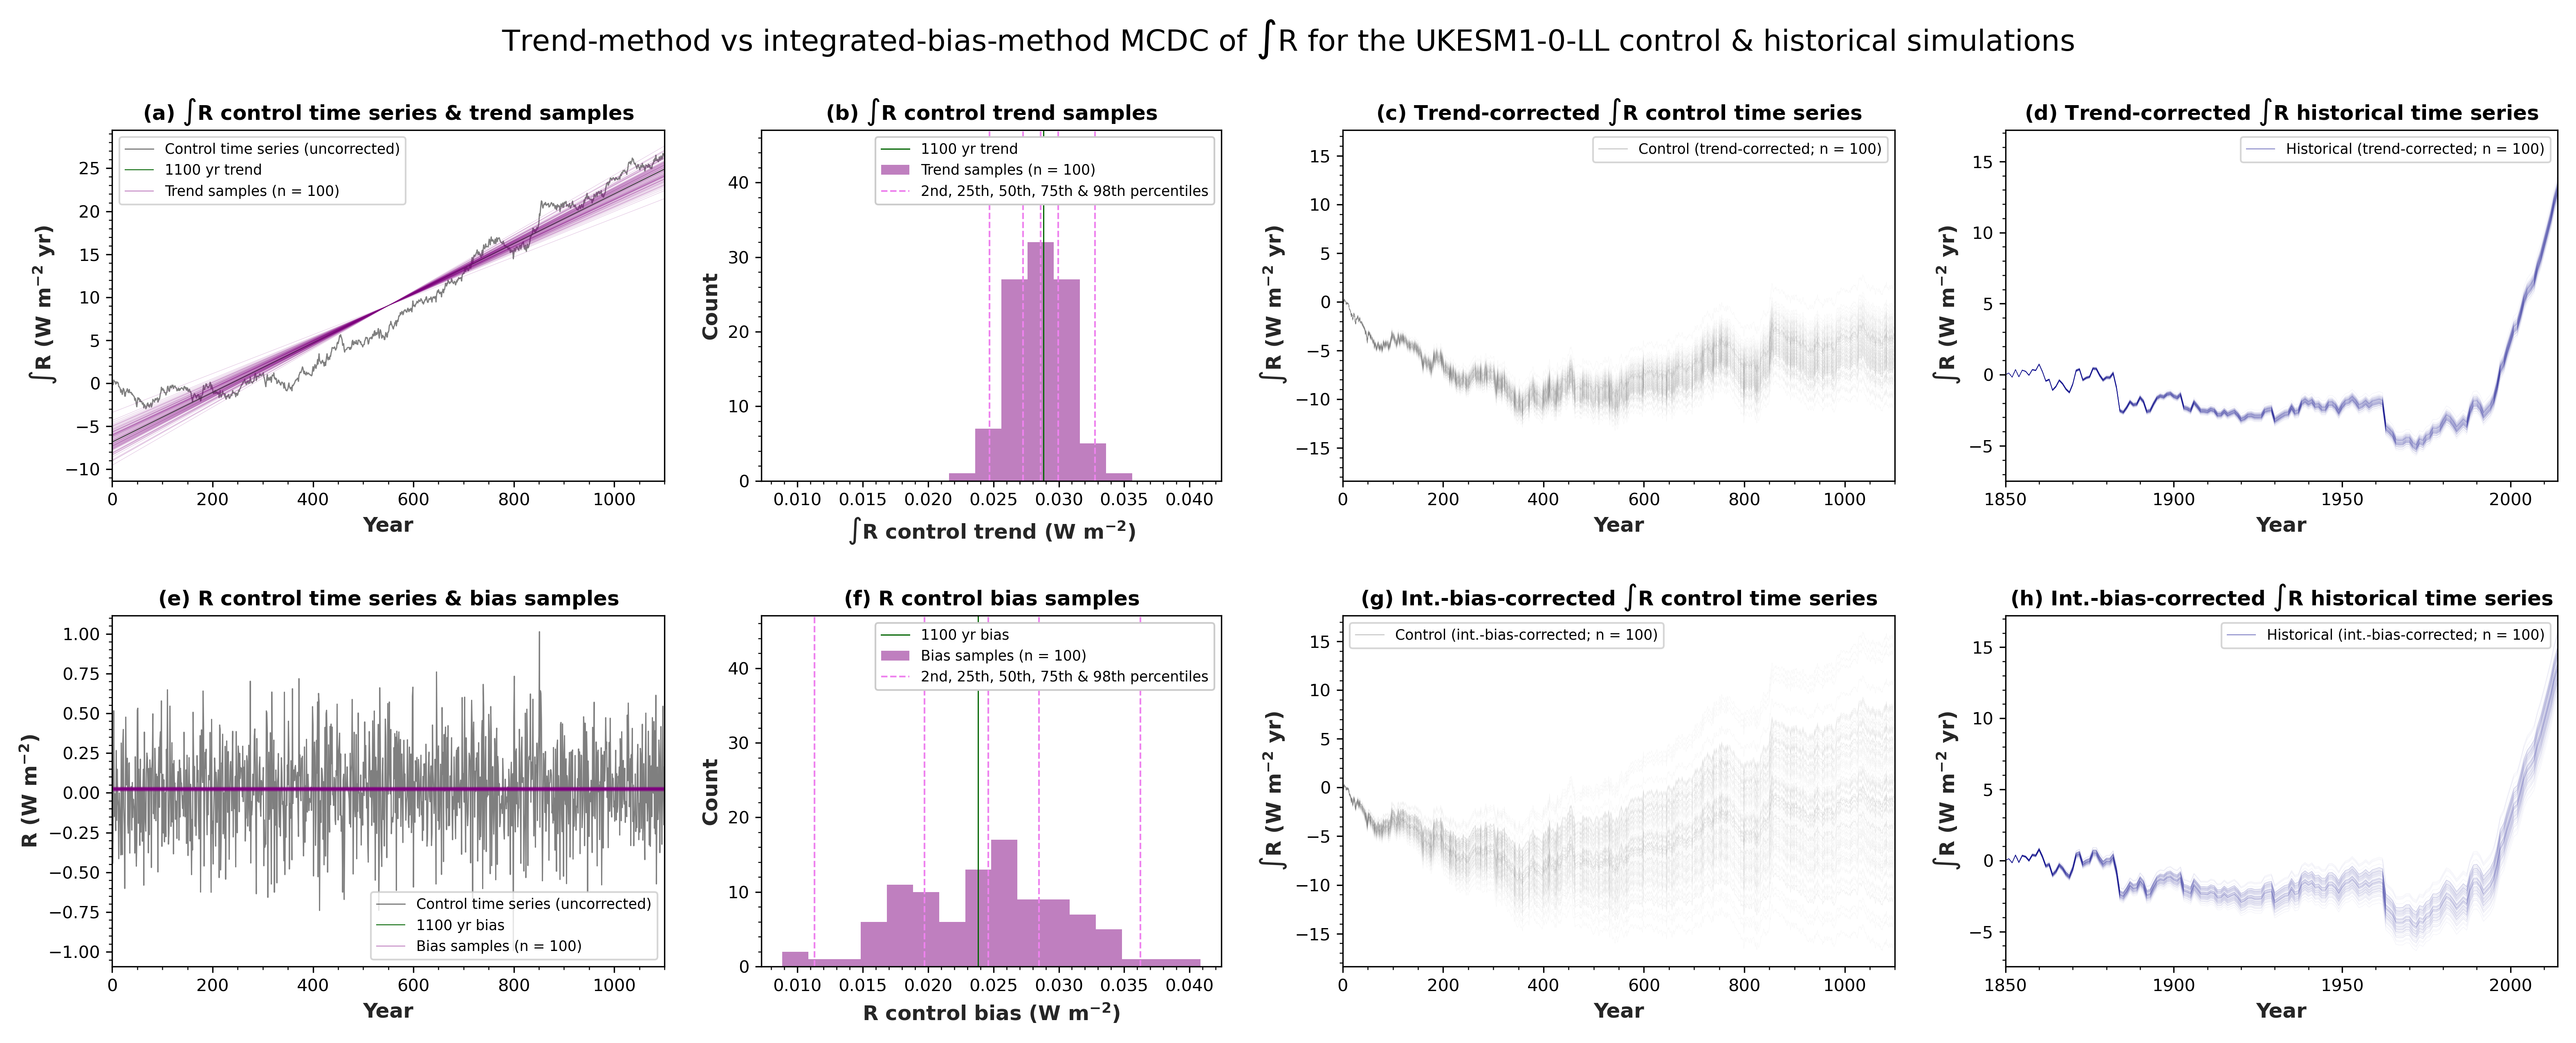 Trend-method vs integrated-bias-method MCDC of ∫R for the UKESM1-0-LL control & historical simulations
(a) ∫R control time series & trend samples
Control time series (uncorrected)
1100 yr trend
Trend samples (n = 100)
25
20
15
10
5
0
−5
−10
∫R (W m⁻² yr)
0 200 400 600 800 1000
Year
(b) ∫R control trend samples
1100 yr trend
Trend samples (n = 100)
2nd, 25th, 50th, 75th & 98th percentiles
40
30
20
10
0
Count
0.010 0.015 0.020 0.025 0.030 0.035 0.040
∫R control trend (W m⁻²)
(c) Trend-corrected ∫R control time series
Control (trend-corrected; n = 100)
15
10
5
0
−5
−10
−15
∫R (W m⁻² yr)
0 200 400 600 800 1000
Year
(d) Trend-corrected ∫R historical time series
Historical (trend-corrected; n = 100)
15
10
5
0
−5
∫R (W m⁻² yr)
1850 1900 1950 2000
Year
(e) R control time series & bias samples
1.00
0.75
0.50
0.25
0.00
−0.25
−0.50
−0.75
−1.00
R (W m⁻²)
Control time series (uncorrected)
1100 yr bias
Bias samples (n = 100)
0 200 400 600 800 1000
Year
(f) R control bias samples
1100 yr bias
Bias samples (n = 100)
2nd, 25th, 50th, 75th & 98th percentiles
40
30
20
10
0
Count
0.010 0.015 0.020 0.025 0.030 0.035 0.040
R control bias (W m⁻²)
(g) Int.-bias-corrected ∫R control time series
Control (int.-bias-corrected; n = 100)
15
10
5
0
−5
−10
−15
∫R (W m⁻² yr)
0 200 400 600 800 1000
Year
(h) Int.-bias-corrected ∫R historical time series
Historical (int.-bias-corrected; n = 100)
15
10
5
0
−5
∫R (W m⁻² yr)
1850 1900 1950 2000
Year